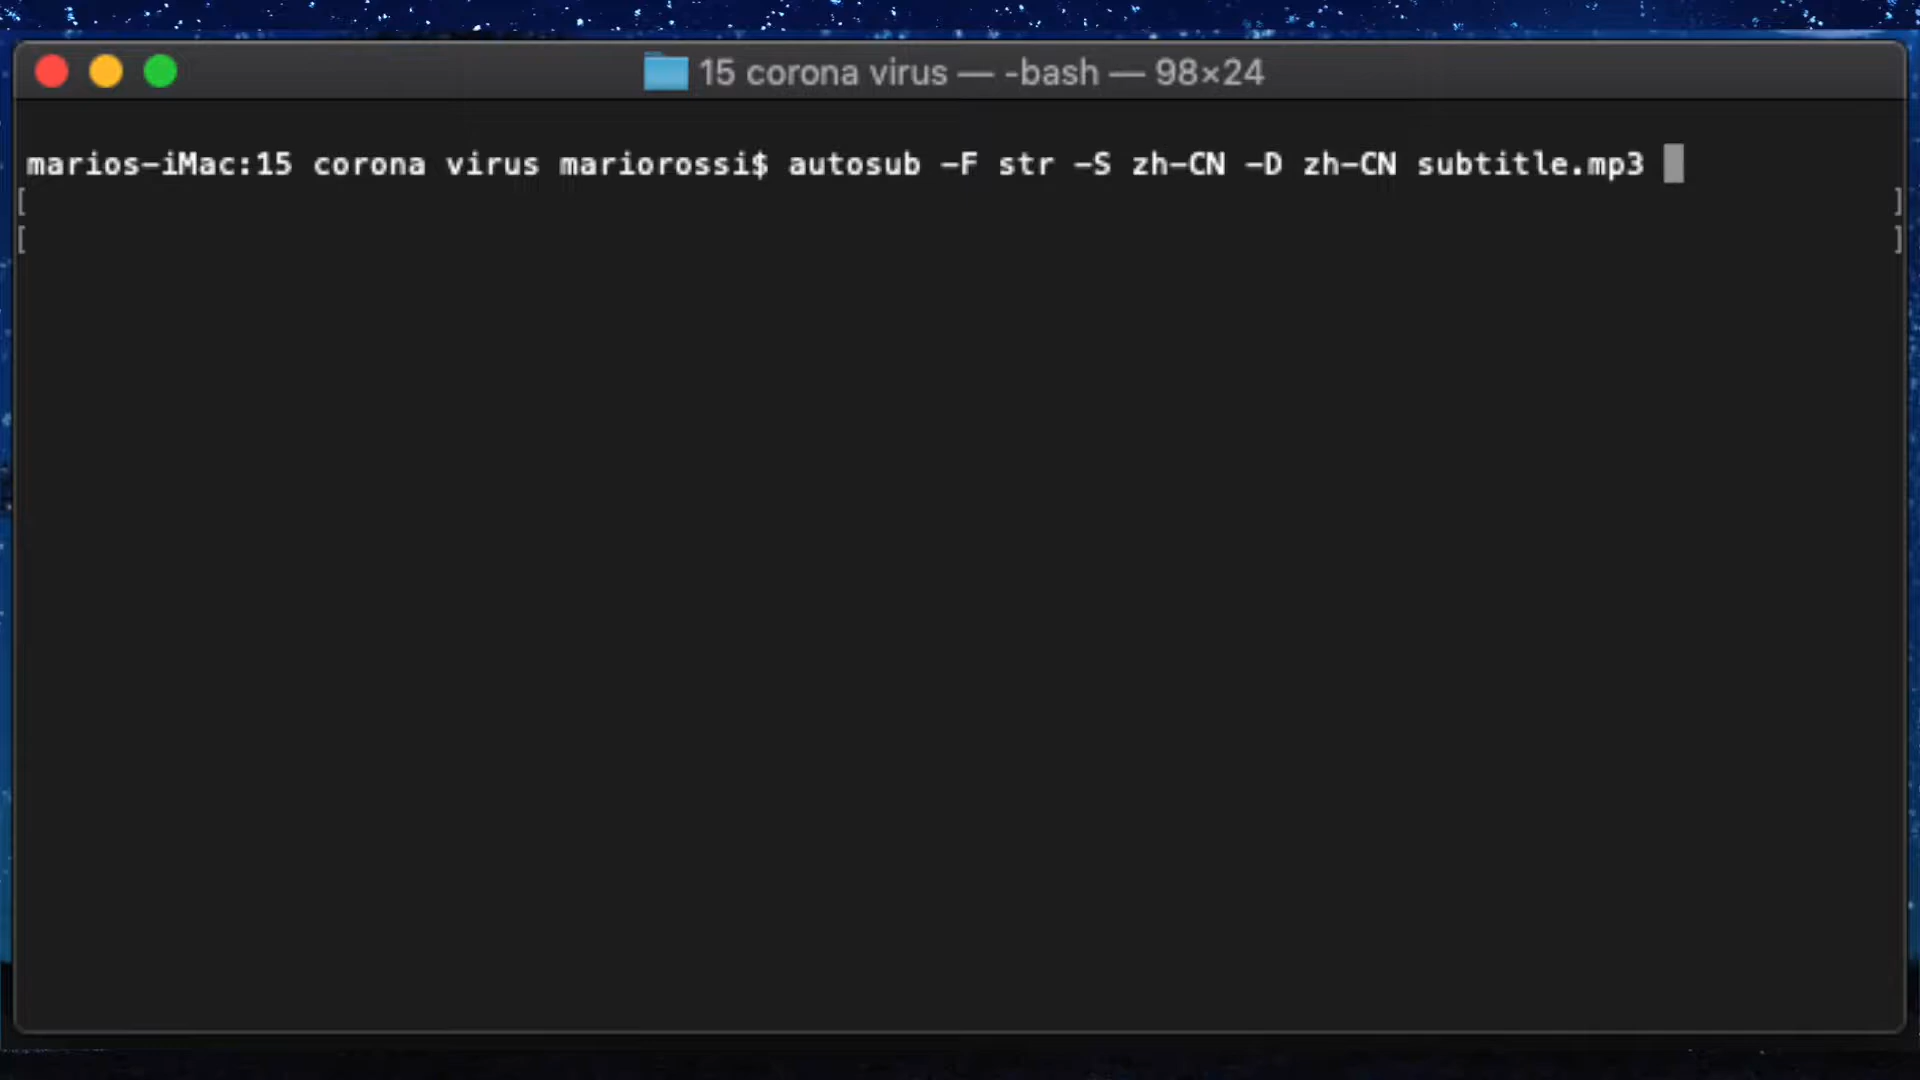 15 corona virus — -bash — 98×24
marios-iMac:15 corona virus mariorossi$ autosub -F str -S zh-CN -D zh-CN subtitle.mp3
[ ]
[ ]